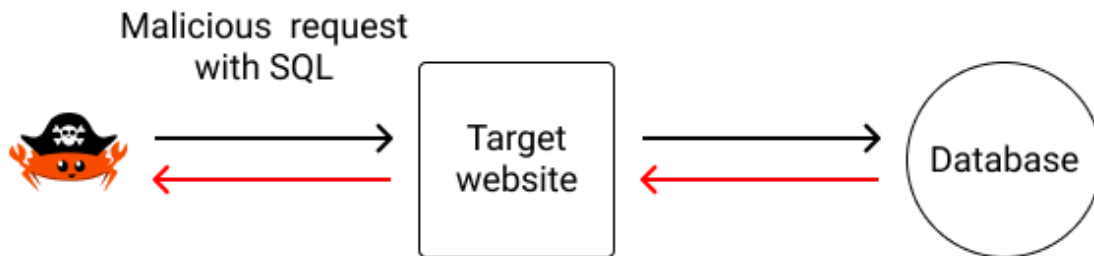 Malicious request
with SQL
Target
website
Database